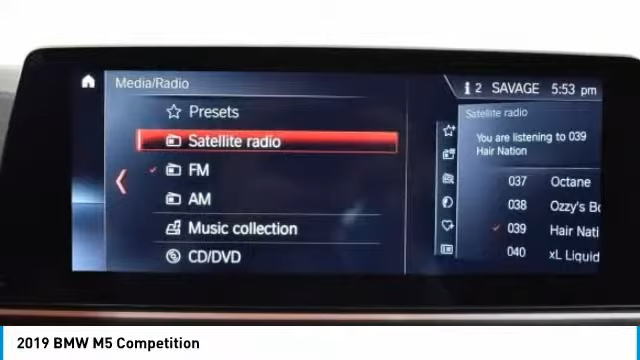 Media/Radio
2 SAVAGE 5:53 pm
Presets
Satellite radio
FM
AM
Music collection
CD/DVD
Satellite radio
You are listening to 039
Hair Nation
037 Octane
038 Ozzy's Bo
039 Hair Nati
040 xL Liquid
2019 BMW M5 Competition